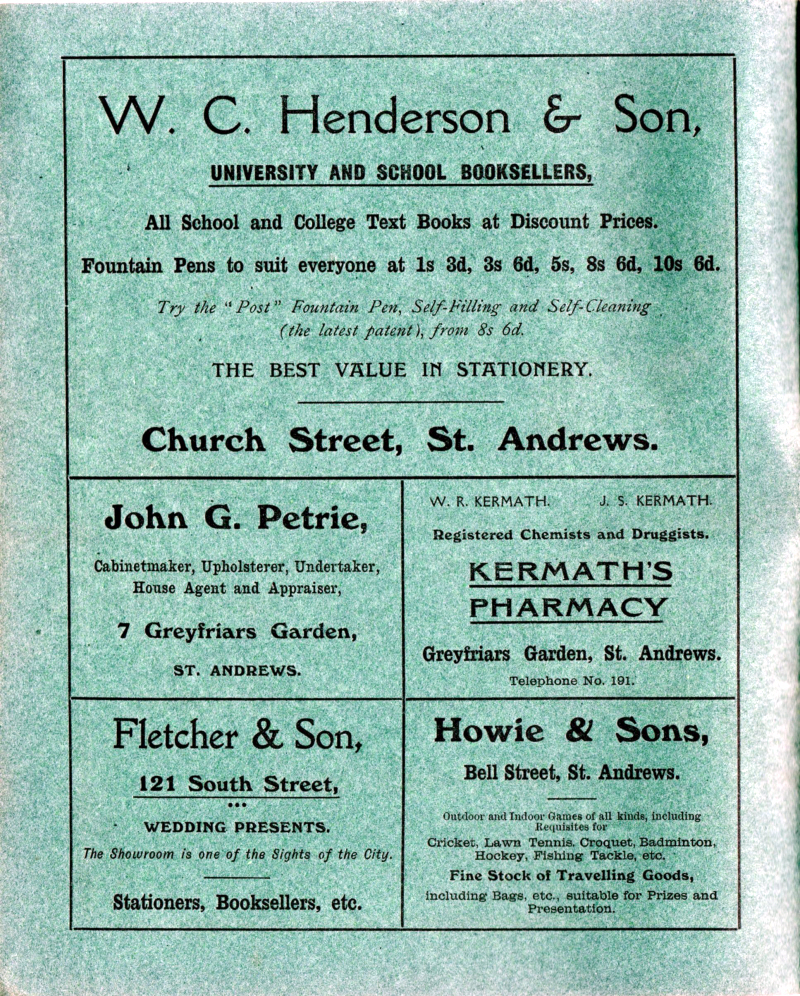 W. C. Henderson & Son,
UNIVERSITY AND SCHOOL BOOKSELLERS,
All School and College Text Books at Discount Prices.
Fountain Pens to suit everyone at 1s 3d, 3s 6d, 5s, 8s 6d, 10s 6d.
Try the "Post" Fountain Pen, Self-Filling and Self-Cleaning
(the latest patent), from 8s 6d.
THE BEST VALUE IN STATIONERY.
Church Street, St. Andrews.
John G. Petrie,
Cabinetmaker, Upholsterer, Undertaker,
House Agent and Appraiser,
7 Greyfriars Garden,
ST. ANDREWS.
W. R. KERMATH. J. S. KERMATH.
Registered Chemists and Druggists.
KERMATH'S
PHARMACY
Greyfriars Garden, St. Andrews.
Telephone No. 191.
Fletcher & Son,
121 South Street,
WEDDING PRESENTS.
The Showroom is one of the Sights of the City.
Stationers, Booksellers, etc.
Howie & Sons,
Bell Street, St. Andrews.
Outdoor and Indoor Games of all kinds, including
Requisites for
Cricket, Lawn Tennis, Croquet, Badminton,
Hockey, Fishing Tackle, etc.
Fine Stock of Travelling Goods,
including Bags, etc., suitable for Prizes and
Presentation.